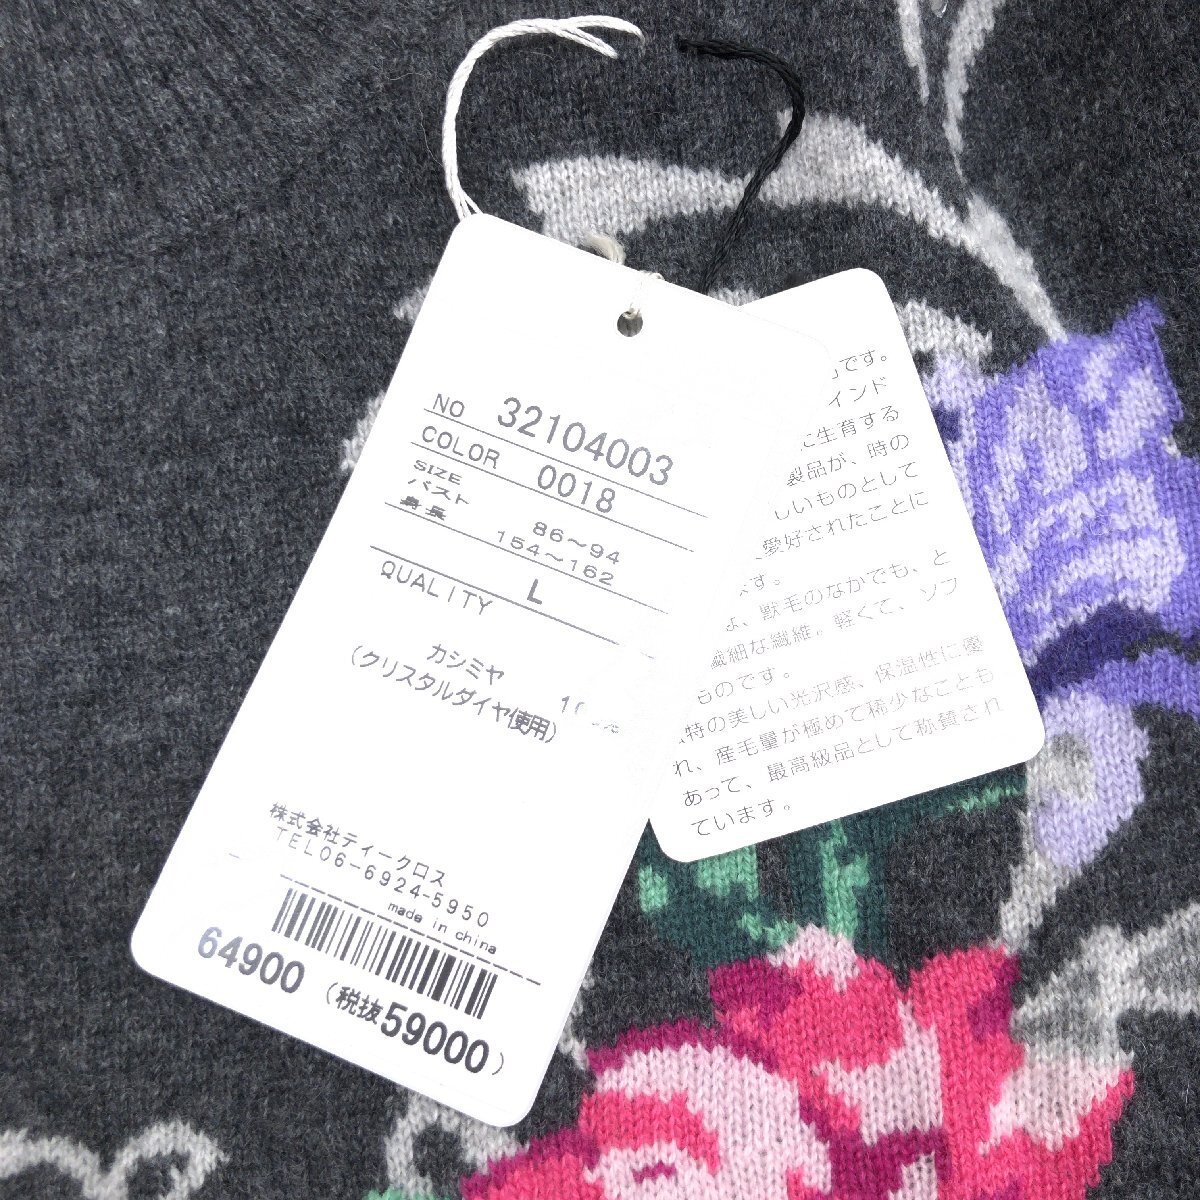 NO 32104003
COLOR 0018
SIZE
バスト 86～94
身長 154～162
L
QUALITY
カシミヤ
(クリスタルダイヤ使用)
株式会社ティークロス
TEL06-6924-5950
made in china
64900 (税抜59000)
です。
インド
に生育する
製品が、時の
しいものとして
愛好されたことに
ます。
、獣毛のなかでも、と
繊細な繊維。軽くて、ソフ
ものです。
特の美しい光沢感、保湿性に優
れ、産毛量が極めて稀少なことも
あって、最高級品として称賛され
ています。